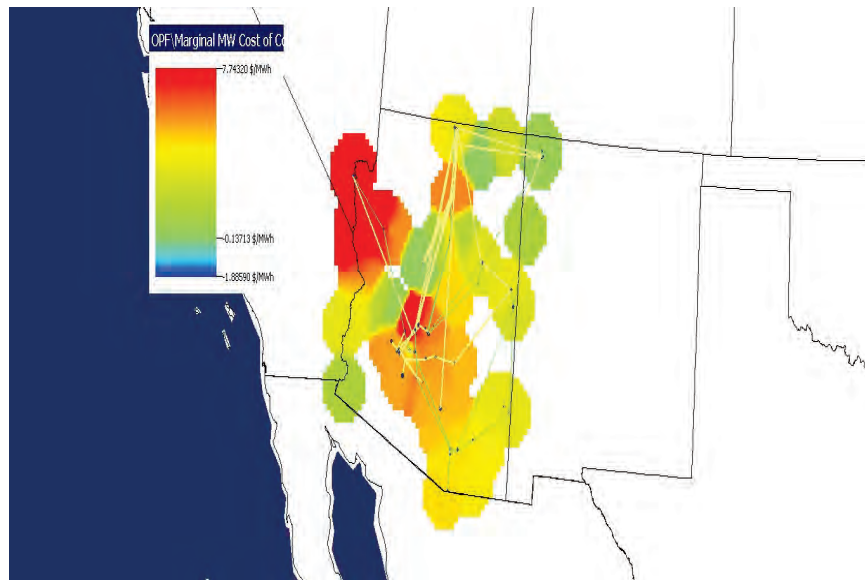 OPF\Marginal MW Cost of Co
7.74320 $/MWh
-0.13713 $/MWh
-1.88590 $/MWh